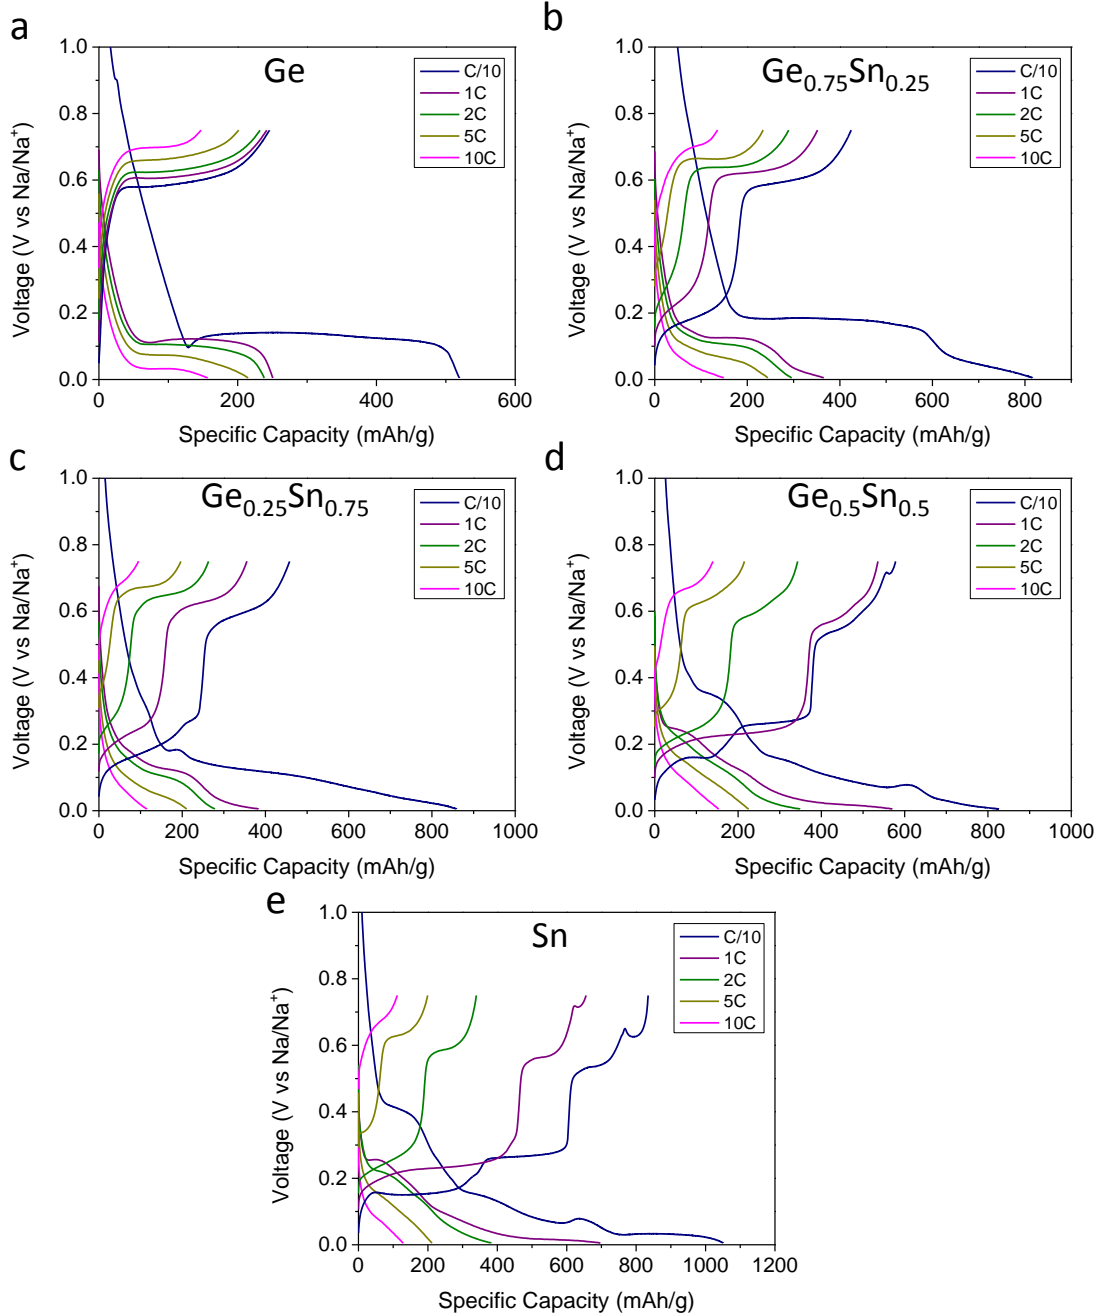 a
Ge
1.0
0.8
0.6
0.4
0.2
0.0
0
200
400
600
Voltage (V vs Na/Na⁺)
Specific Capacity (mAh/g)
C/10
1C
2C
5C
10C
b
Ge₀.₇₅Sn₀.₂₅
1.0
0.8
0.6
0.4
0.2
0.0
0
200
400
600
800
Voltage (V vs Na/Na⁺)
Specific Capacity (mAh/g)
C/10
1C
2C
5C
10C
c
Ge₀.₂₅Sn₀.₇₅
1.0
0.8
0.6
0.4
0.2
0.0
0
200
400
600
800
1000
Voltage (V vs Na/Na⁺)
Specific Capacity (mAh/g)
C/10
1C
2C
5C
10C
d
Ge₀.₅Sn₀.₅
1.0
0.8
0.6
0.4
0.2
0.0
0
200
400
600
800
1000
Voltage (V vs Na/Na⁺)
Specific Capacity (mAh/g)
C/10
1C
2C
5C
10C
e
Sn
1.0
0.8
0.6
0.4
0.2
0.0
0
200
400
600
800
1000
1200
Voltage (V vs Na/Na⁺)
Specific Capacity (mAh/g)
C/10
1C
2C
5C
10C